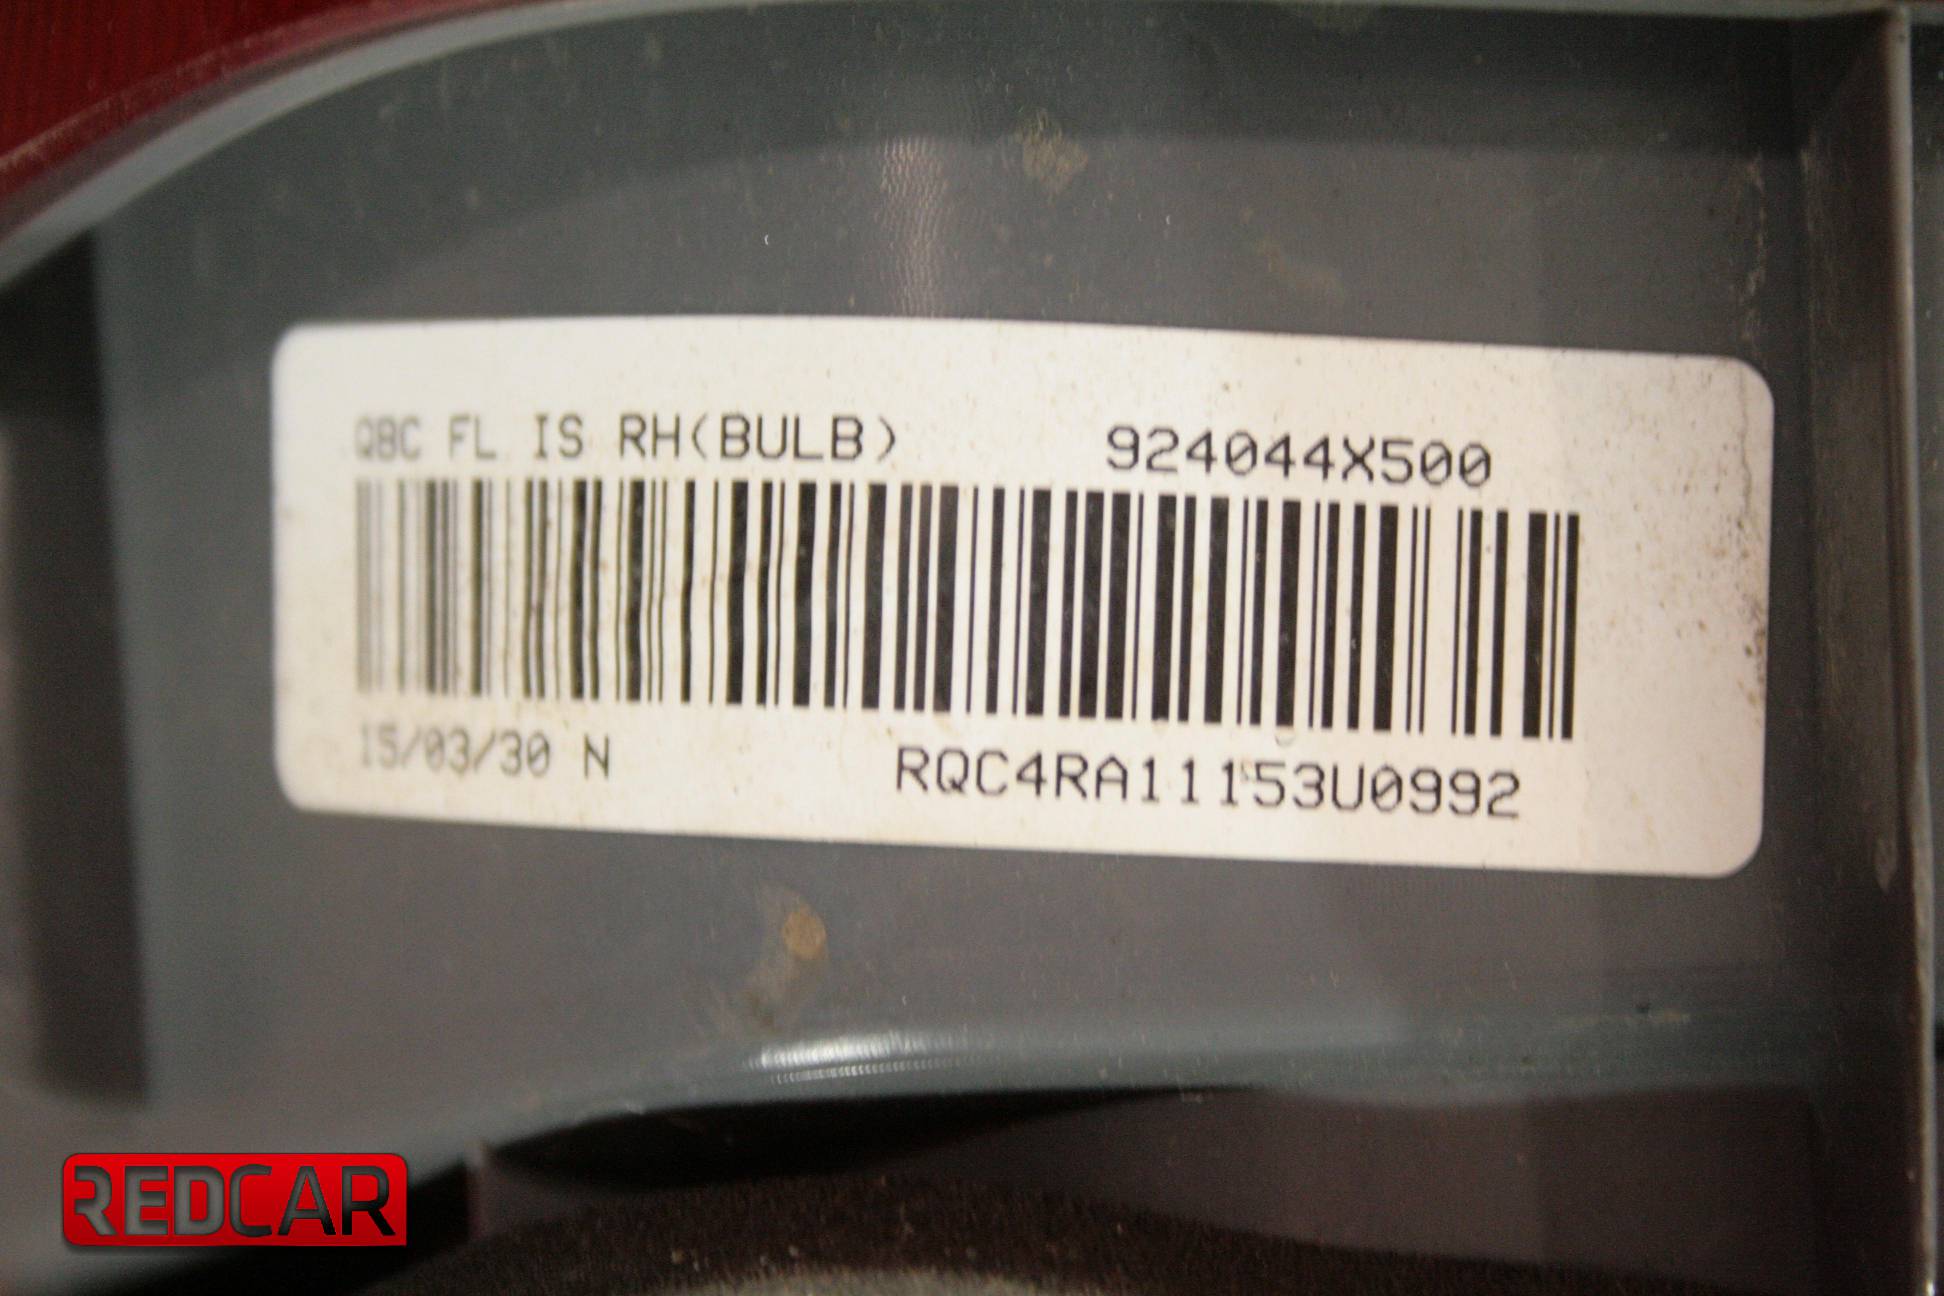 QBC FL IS RH(BULB) 924044X500
15/03/30 N RQC4RA11153U0992
REDCAR